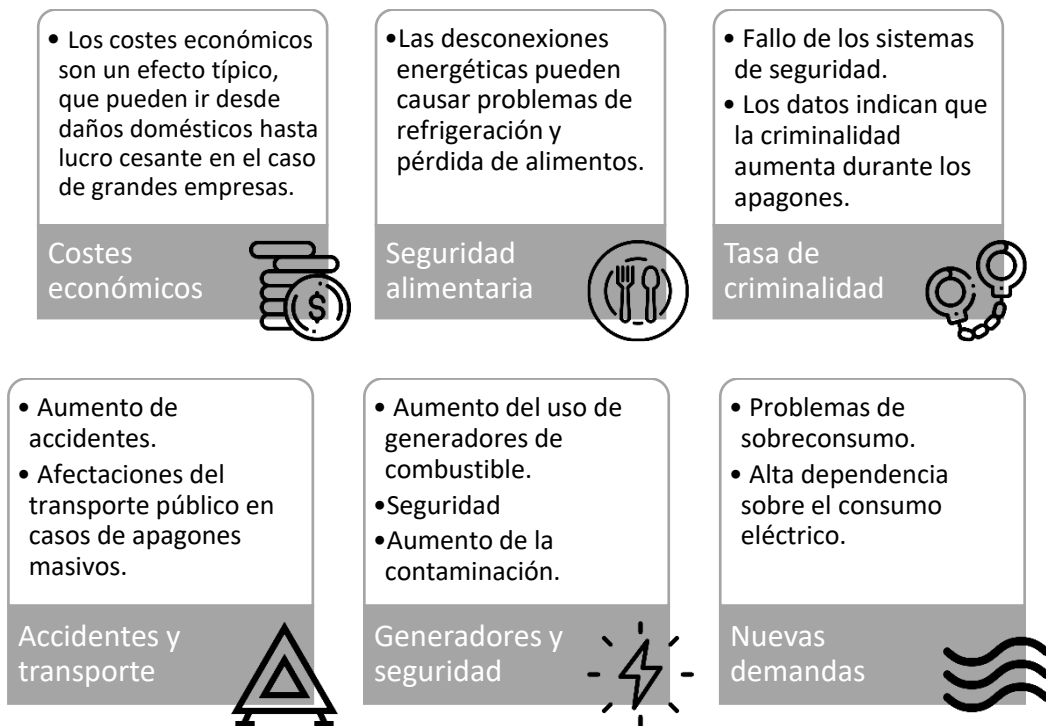 • Los costes económicos
son un efecto típico,
que pueden ir desde
daños domésticos hasta
lucro cesante en el caso
de grandes empresas.
Costes
económicos
$
•Las desconexiones
energéticas pueden
causar problemas de
refrigeración y
pérdida de alimentos.
Seguridad
alimentaria
• Fallo de los sistemas
de seguridad.
• Los datos indican que
la criminalidad
aumenta durante los
apagones.
Tasa de
criminalidad
• Aumento de
accidentes.
• Afectaciones del
transporte público en
casos de apagones
masivos.
Accidentes y
transporte
• Aumento del uso de
generadores de
combustible.
•Seguridad
•Aumento de la
contaminación.
Generadores y
seguridad
• Problemas de
sobreconsumo.
• Alta dependencia
sobre el consumo
eléctrico.
Nuevas
demandas